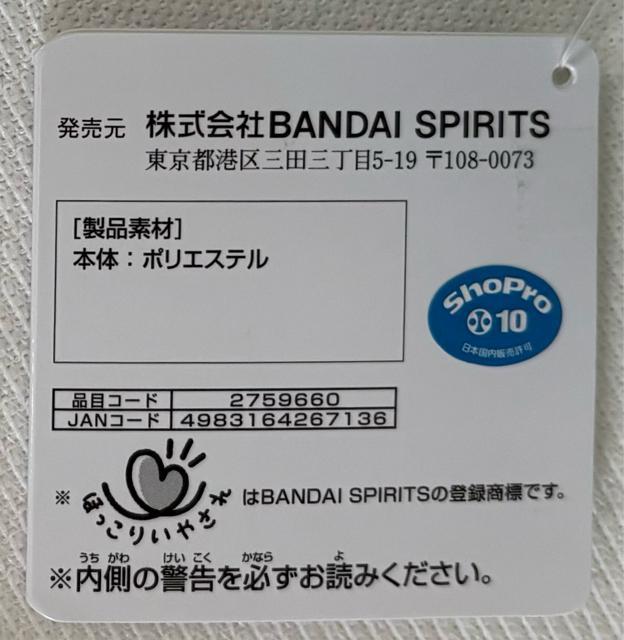 発売元 株式会社BANDAI SPIRITS
東京都港区三田三丁目5-19 〒108-0073
[製品素材]
本体：ポリエステル
ShoPro
10
日本国内販売許可
品目コード 2759660
JANコード 4983164267136
※ ほっこりいやされ はBANDAI SPIRITSの登録商標です。
うちがわ けいこく かなら よ
※内側の警告を必ずお読みください。